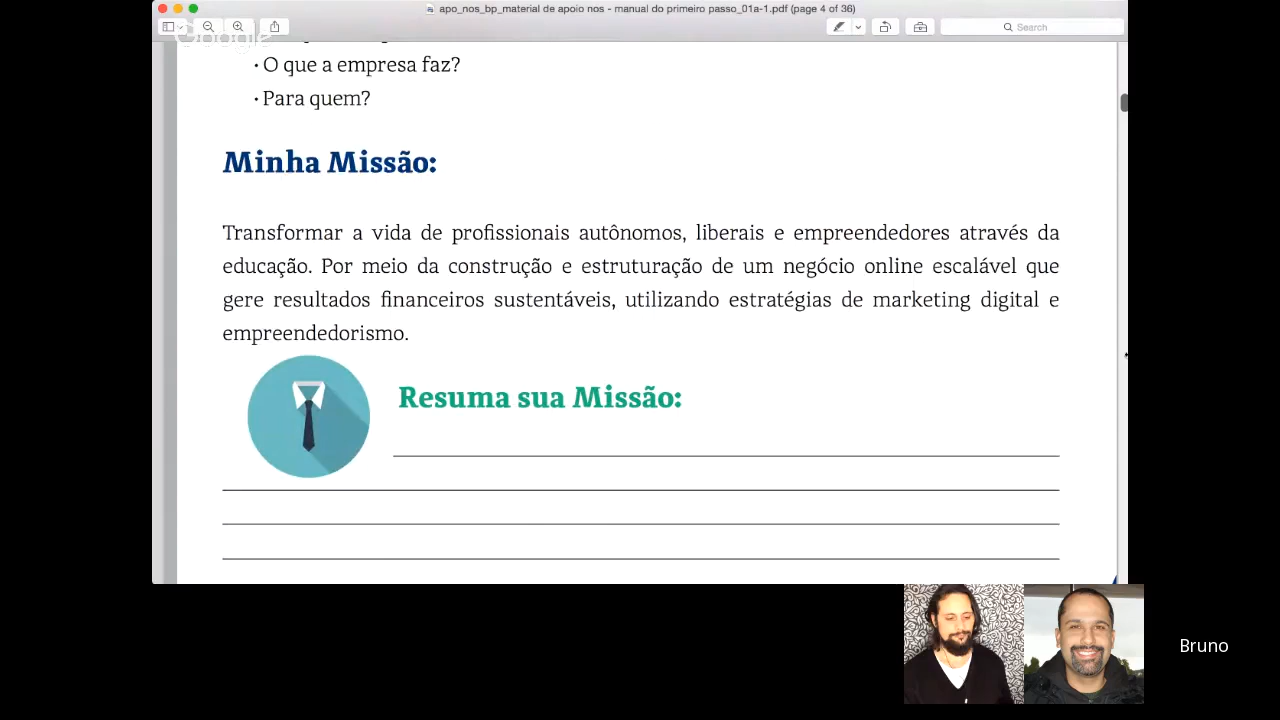 apo_nos_bp_material de apoio nos - manual do primeiro passo_01a-1.pdf (page 4 of 36)
Search
Google
• O que a empresa faz?
• Para quem?
Minha Missão:
Transformar a vida de profissionais autônomos, liberais e empreendedores através da
educação. Por meio da construção e estruturação de um negócio online escalável que
gere resultados financeiros sustentáveis, utilizando estratégias de marketing digital e
empreendedorismo.
Resuma sua Missão:
Bruno